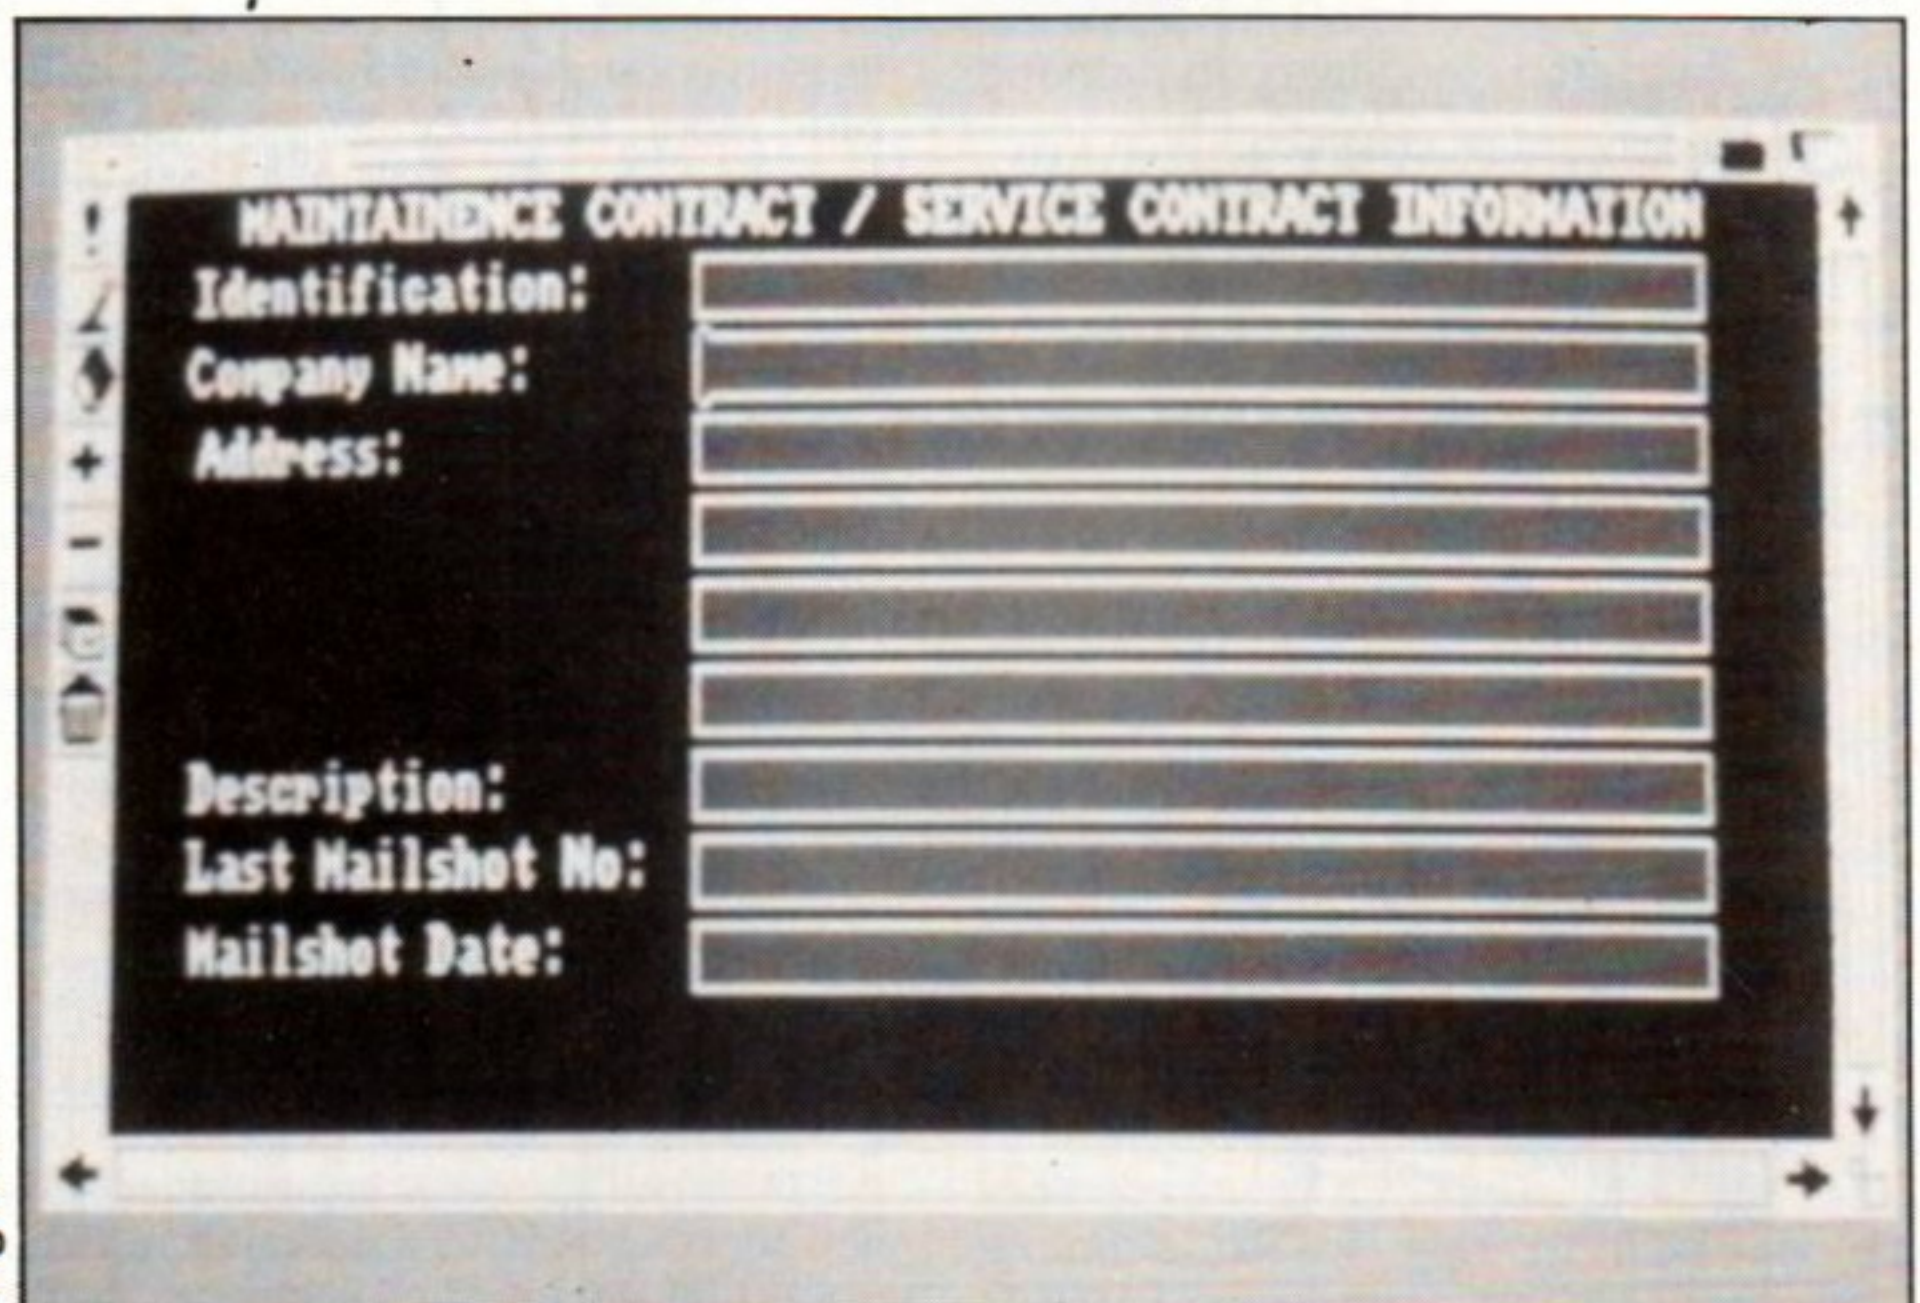 MAINTAINENCE CONTRACT / SERVICE CONTRACT INFORMATION
Identification:
Company Name:
Address:
Description:
Last Mailshot No:
Mailshot Date: